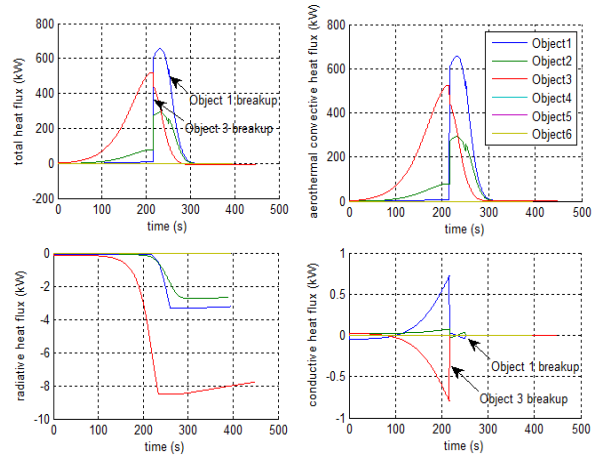 total heat flux (kW)
800
600
400
200
0
-200
0
100
200
300
400
500
time (s)
Object 1 breakup
Object 3 breakup
aerothermal convective heat flux (kW)
800
600
400
200
0
0
100
200
300
400
500
time (s)
Object1
Object2
Object3
Object4
Object5
Object6
radiative heat flux (kW)
0
-2
-4
-6
-8
-10
0
100
200
300
400
500
time (s)
conductive heat flux (kW)
1
0.5
0
-0.5
-1
0
100
200
300
400
500
time (s)
Object 1 breakup
Object 3 breakup